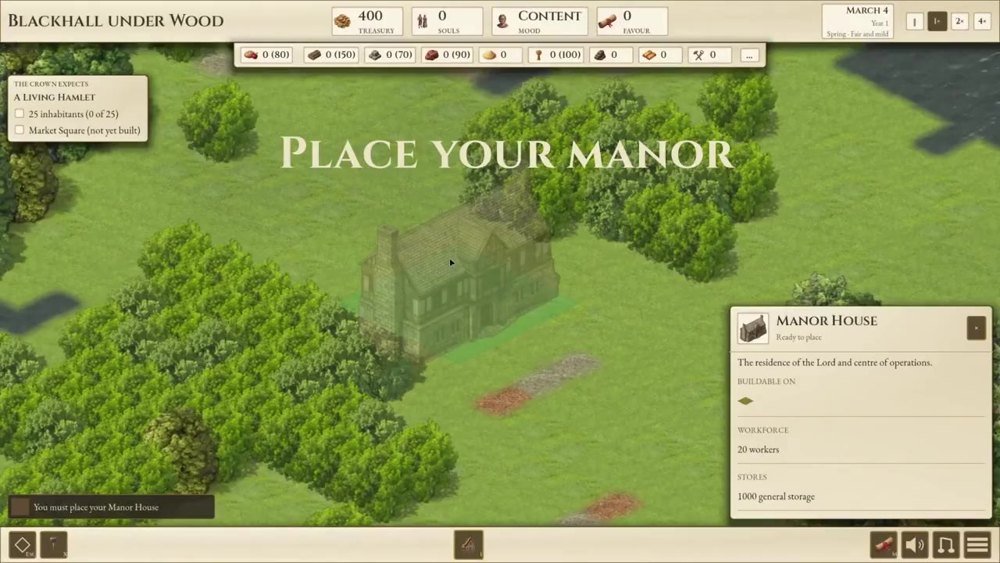 Blackhall under Wood
400
TREASURY
0
SOULS
Content
MOOD
0
FAVOUR
March 4
Year 1
Spring · Fair and mild
1×
2×
4×
0 (80)
0 (150)
0 (70)
0 (90)
0
0 (100)
0
0
0
...
THE CROWN EXPECTS
A Living Hamlet
25 inhabitants (0 of 25)
Market Square (not yet built)
Place your manor
Manor House
Ready to place
The residence of the Lord and centre of operations.
BUILDABLE ON
WORKFORCE
20 workers
STORES
1000 general storage
You must place your Manor House
Esc
X